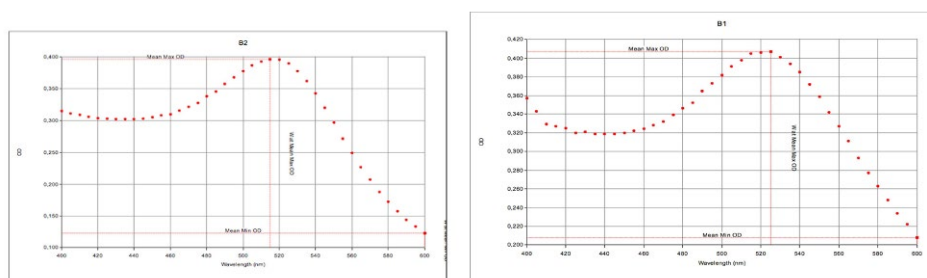 B2
Mean Max OD
0,400
0,350
0,300
0,250
0,200
0,150
0,100
OD
W at Mean Max OD
Mean Min OD
400 420 440 460 480 500 520 540 560 580 600
Wavelength (nm)
B1
Mean Max OD
0,420
0,400
0,380
0,360
0,340
0,320
0,300
0,280
0,260
0,240
0,220
0,200
OD
W at Mean Max OD
Mean Min OD
400 420 440 460 480 500 520 540 560 580 600
Wavelength (nm)